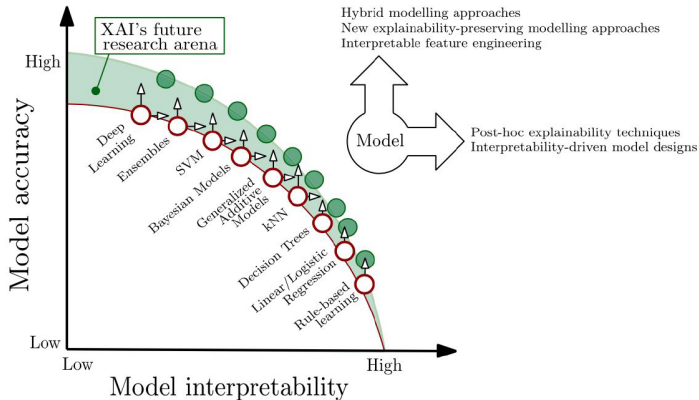 XAI's future
research arena
Hybrid modelling approaches
New explainability-preserving modelling approaches
Interpretable feature engineering
Model
Post-hoc explainability techniques
Interpretability-driven model designs
Model accuracy
High
Low
Deep
Learning
Ensembles
SVM
Bayesian Models
Generalized
Additive
Models
kNN
Decision Trees
Linear/Logistic
Regression
Rule-based
learning
Low
High
Model interpretability